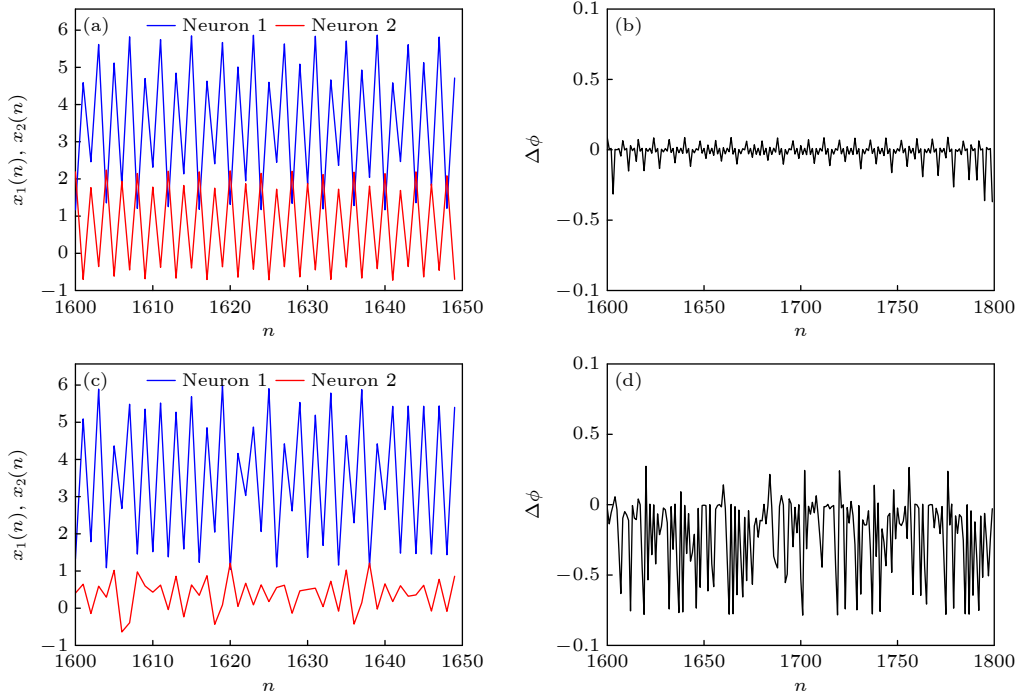 (a) Neuron 1 Neuron 2
6
5
4
3
2
1
0
−1
x₁(n), x₂(n)
1600 1610 1620 1630 1640 1650
n
(b)
0.1
0.5
0
−0.5
−0.1
Δϕ
1600 1650 1700 1750 1800
n
(c) Neuron 1 Neuron 2
6
5
4
3
2
1
0
−1
x₁(n), x₂(n)
1600 1610 1620 1630 1640 1650
n
(d)
0.1
0.5
0
−0.5
−0.1
Δϕ
1600 1650 1700 1750 1800
n